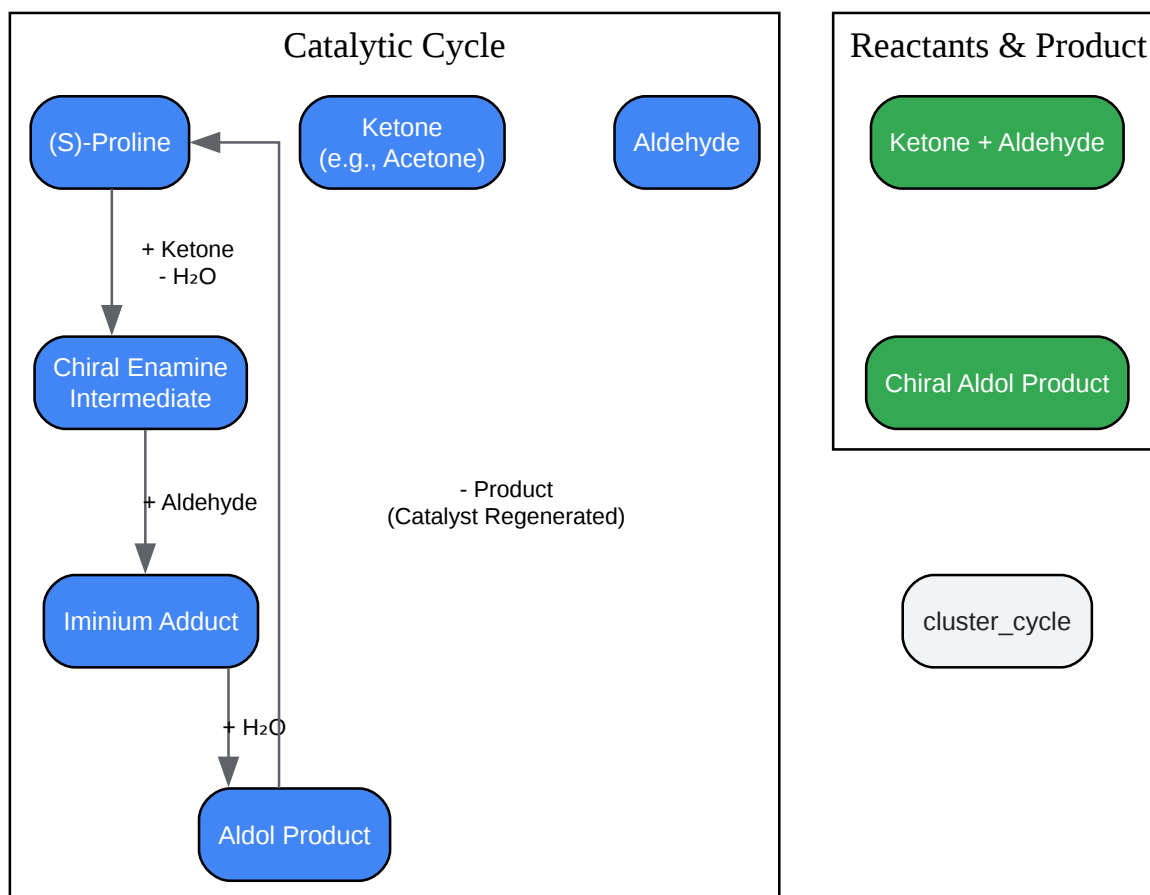 Catalytic Cycle
(S)-Proline
Ketone
(e.g., Acetone)
Aldehyde
+ Ketone
- H₂O
Chiral Enamine
Intermediate
+ Aldehyde
- Product
(Catalyst Regenerated)
Iminium Adduct
+ H₂O
Aldol Product
Reactants & Product
Ketone + Aldehyde
Chiral Aldol Product
cluster_cycle